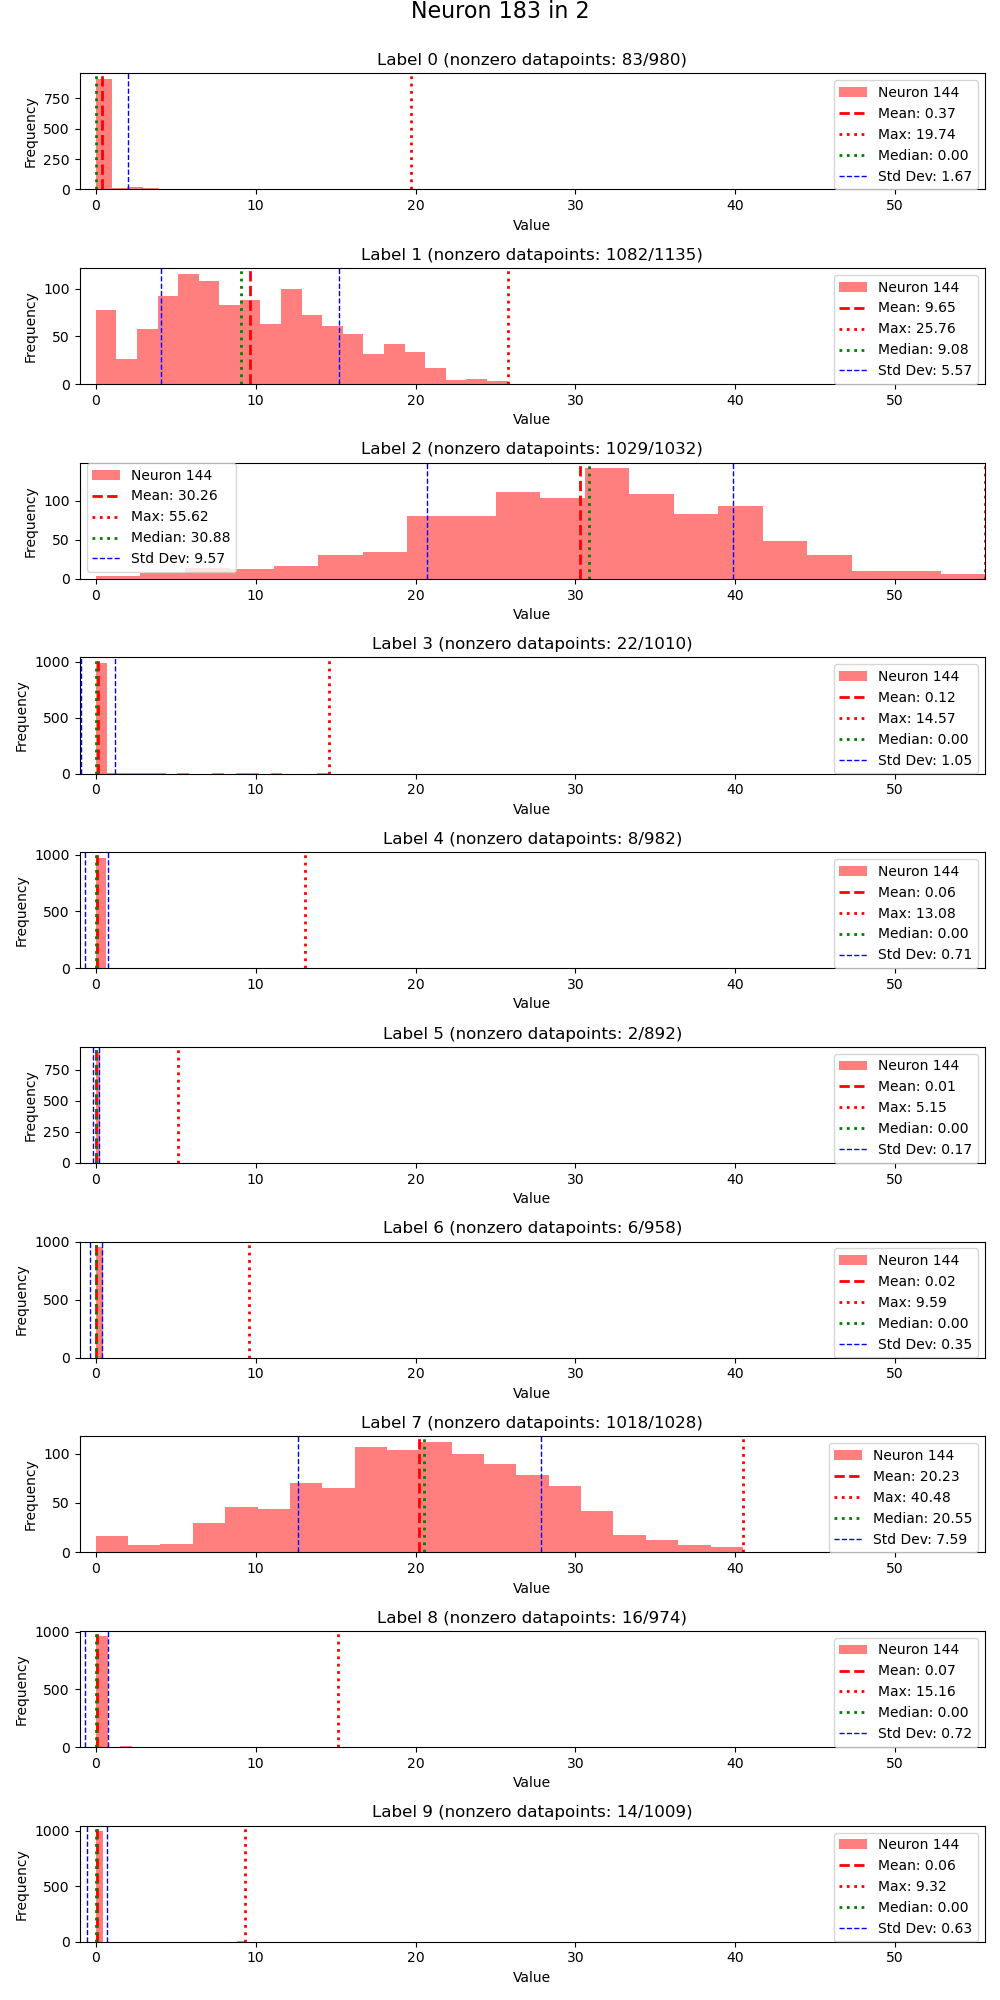 Neuron 183 in 2
Label 0 (nonzero datapoints: 83/980)
Frequency
750
500
250
0
Neuron 144
Mean: 0.37
Max: 19.74
Median: 0.00
Std Dev: 1.67
0 10 20 30 40 50
Value
Label 1 (nonzero datapoints: 1082/1135)
Frequency
100
50
0
Neuron 144
Mean: 9.65
Max: 25.76
Median: 9.08
Std Dev: 5.57
0 10 20 30 40 50
Value
Label 2 (nonzero datapoints: 1029/1032)
Frequency
100
50
0
Neuron 144
Mean: 30.26
Max: 55.62
Median: 30.88
Std Dev: 9.57
0 10 20 30 40 50
Value
Label 3 (nonzero datapoints: 22/1010)
Frequency
1000
500
0
Neuron 144
Mean: 0.12
Max: 14.57
Median: 0.00
Std Dev: 1.05
0 10 20 30 40 50
Value
Label 4 (nonzero datapoints: 8/982)
Frequency
1000
500
0
Neuron 144
Mean: 0.06
Max: 13.08
Median: 0.00
Std Dev: 0.71
0 10 20 30 40 50
Value
Label 5 (nonzero datapoints: 2/892)
Frequency
750
500
250
0
Neuron 144
Mean: 0.01
Max: 5.15
Median: 0.00
Std Dev: 0.17
0 10 20 30 40 50
Value
Label 6 (nonzero datapoints: 6/958)
Frequency
1000
500
0
Neuron 144
Mean: 0.02
Max: 9.59
Median: 0.00
Std Dev: 0.35
0 10 20 30 40 50
Value
Label 7 (nonzero datapoints: 1018/1028)
Frequency
100
50
0
Neuron 144
Mean: 20.23
Max: 40.48
Median: 20.55
Std Dev: 7.59
0 10 20 30 40 50
Value
Label 8 (nonzero datapoints: 16/974)
Frequency
1000
500
0
Neuron 144
Mean: 0.07
Max: 15.16
Median: 0.00
Std Dev: 0.72
0 10 20 30 40 50
Value
Label 9 (nonzero datapoints: 14/1009)
Frequency
1000
500
0
Neuron 144
Mean: 0.06
Max: 9.32
Median: 0.00
Std Dev: 0.63
0 10 20 30 40 50
Value